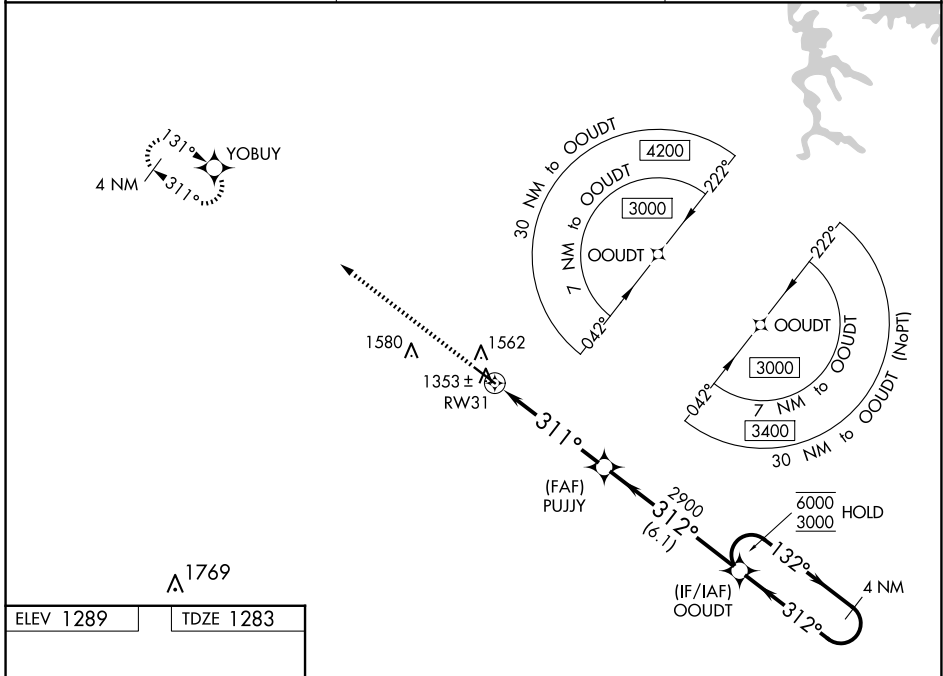 131°
YOBUY
4 NM
311°
30 NM to OOUDT
4200
7 NM to OOUDT
222°
3000
OOUDT
042°
222°
OOUDT
3000
042°
7 NM to OOUDT
3400
30 NM to OOUDT (NoPT)
1580
1562
1353 ±
RW31
311°
(FAF)
PUJJY
2900
312°
(6.1)
6000
3000
HOLD
132°
4 NM
(IF/IAF)
OOUDT
312°
1769
ELEV 1289
TDZE 1283